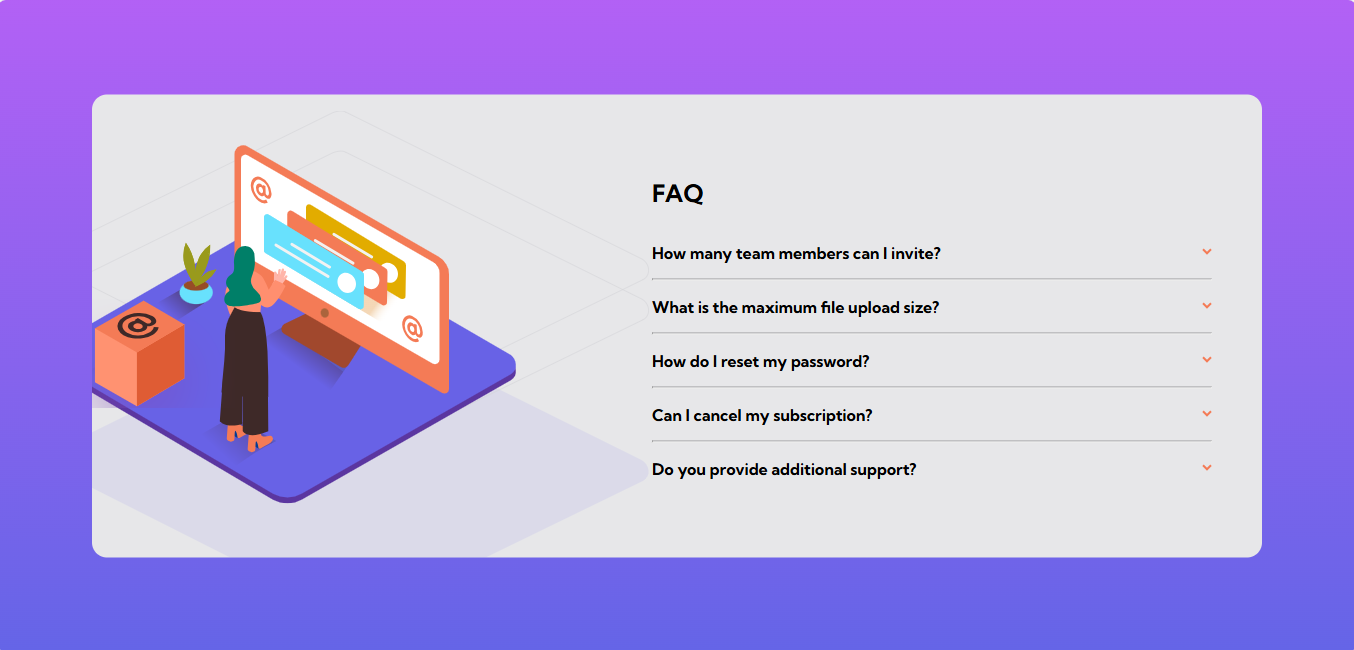 @
@
@
FAQ
How many team members can I invite?
What is the maximum file upload size?
How do I reset my password?
Can I cancel my subscription?
Do you provide additional support?